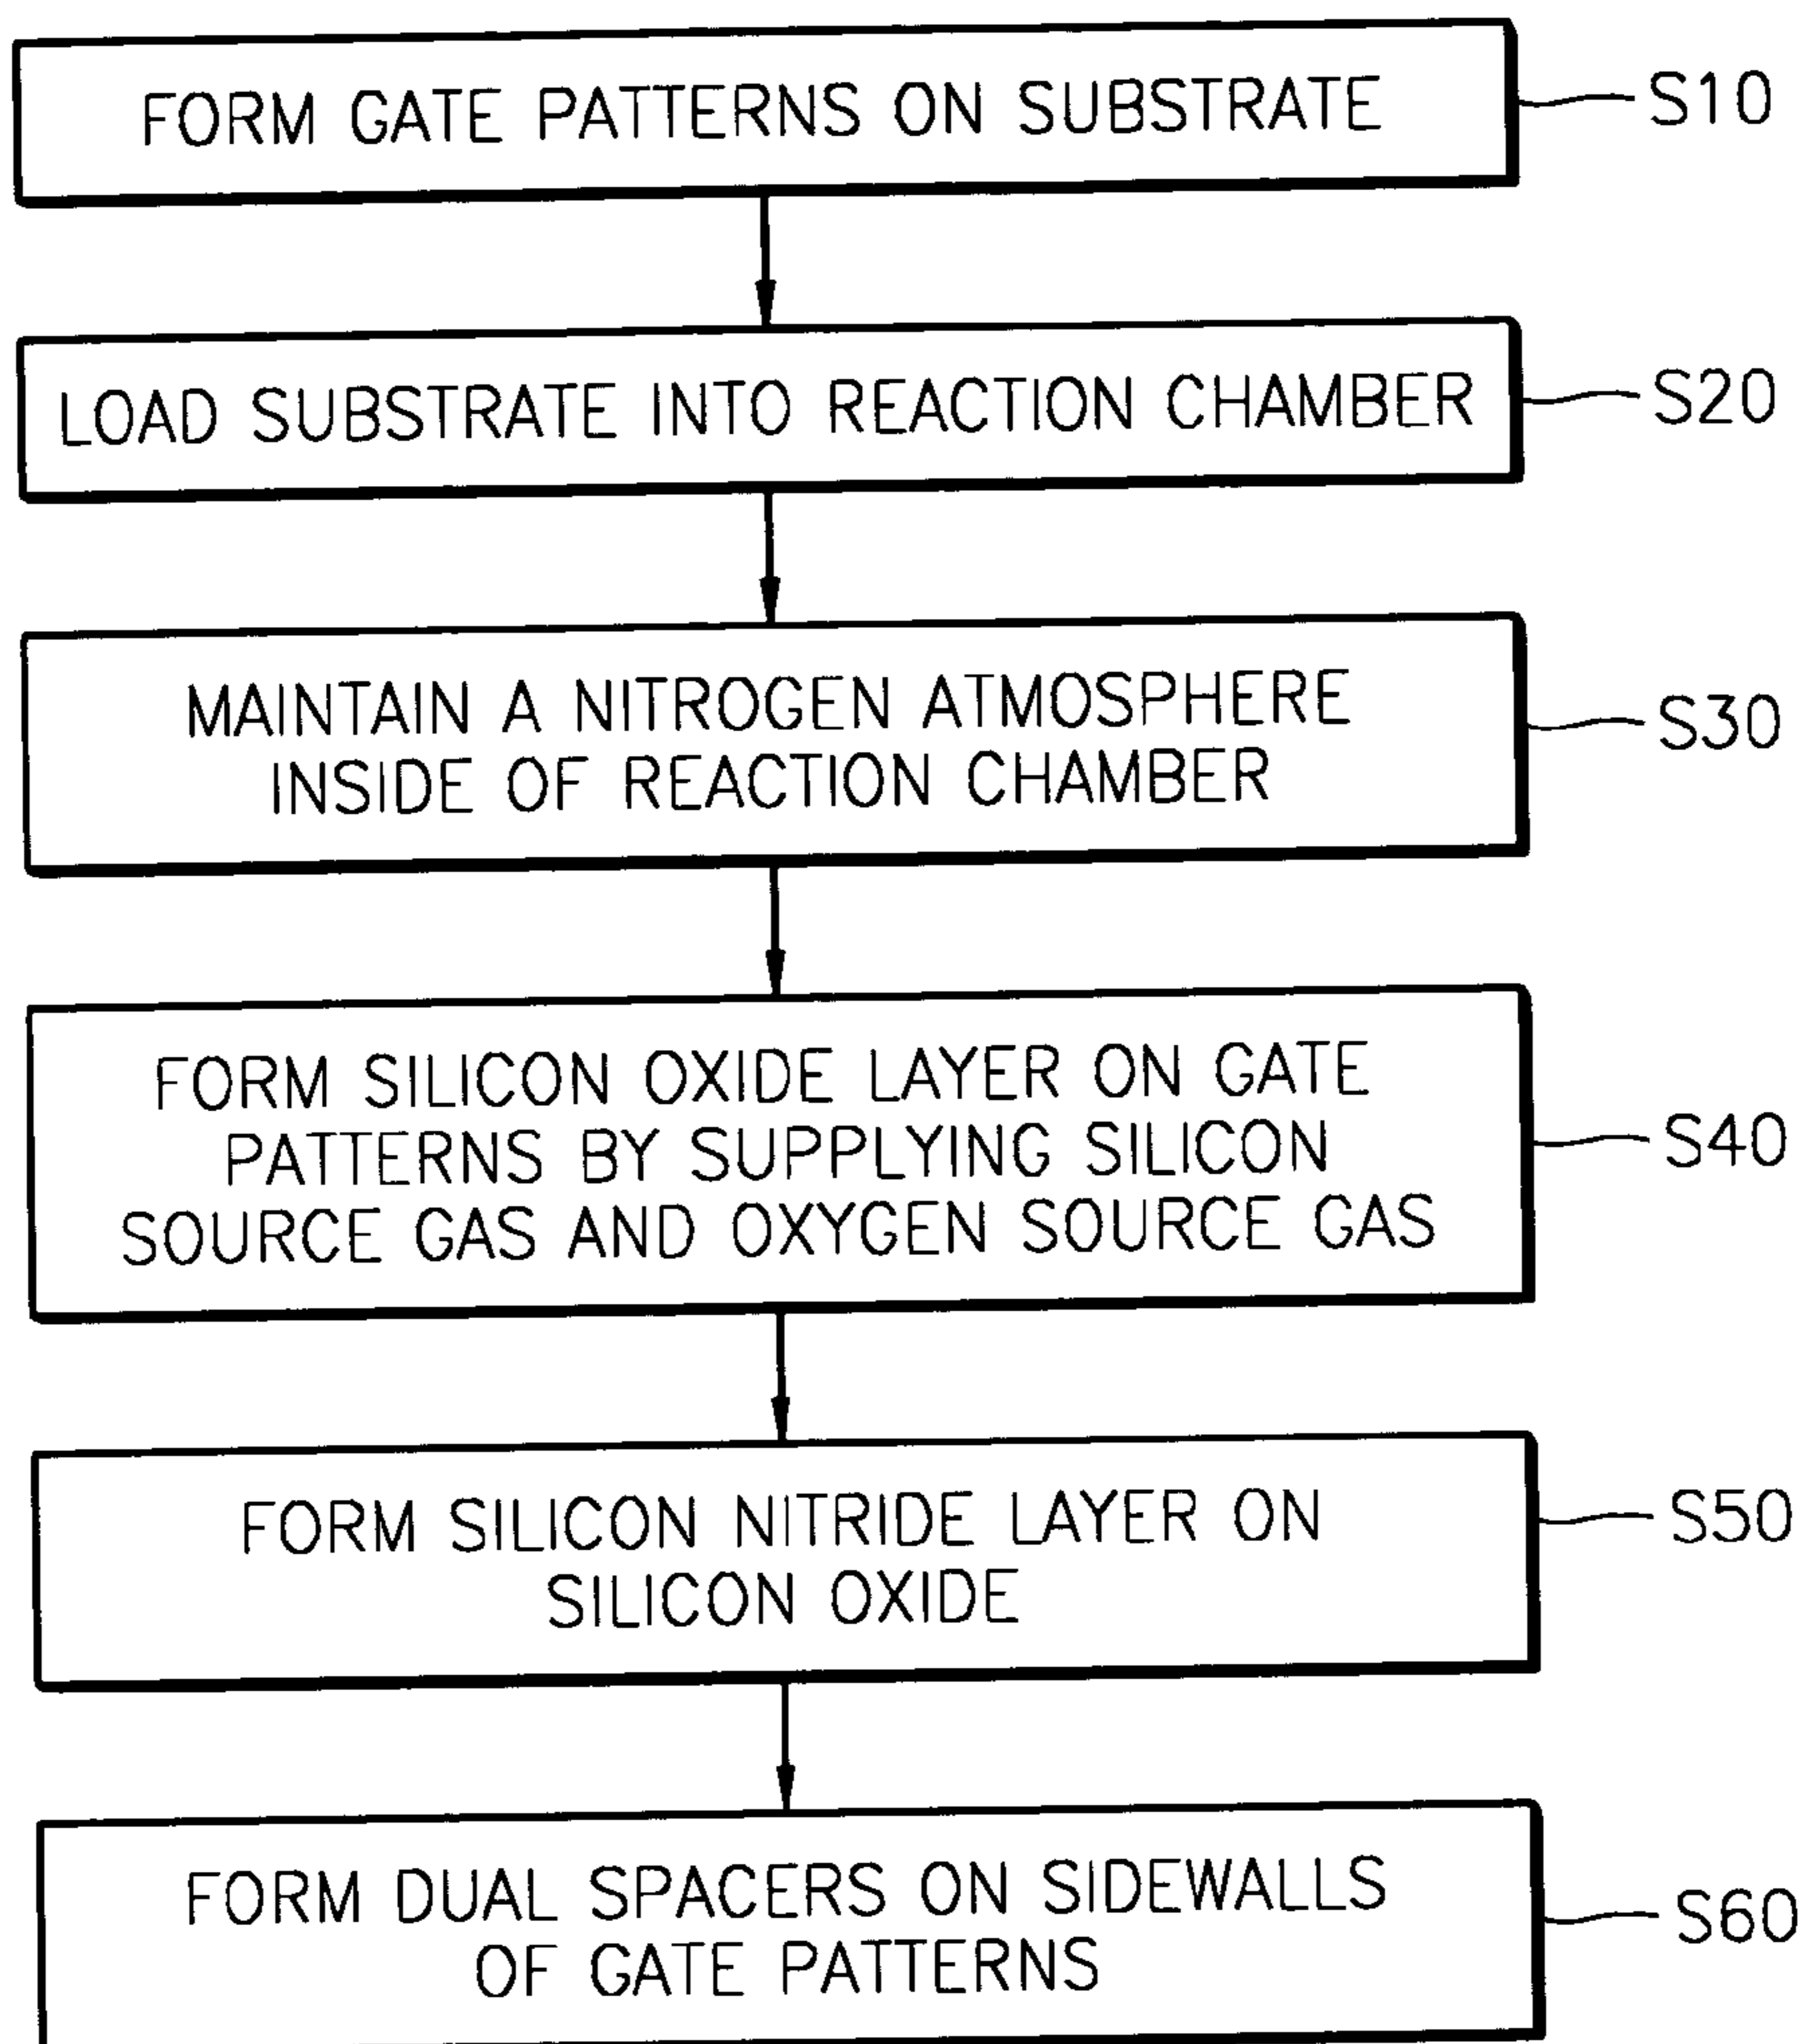 FORM GATE PATTERNS ON SUBSTRATE
S10
LOAD SUBSTRATE INTO REACTION CHAMBER
S20
MAINTAIN A NITROGEN ATMOSPHERE
INSIDE OF REACTION CHAMBER
S30
FORM SILICON OXIDE LAYER ON GATE
PATTERNS BY SUPPLYING SILICON
SOURCE GAS AND OXYGEN SOURCE GAS
S40
FORM SILICON NITRIDE LAYER ON
SILICON OXIDE
S50
FORM DUAL SPACERS ON SIDEWALLS
OF GATE PATTERNS
S60